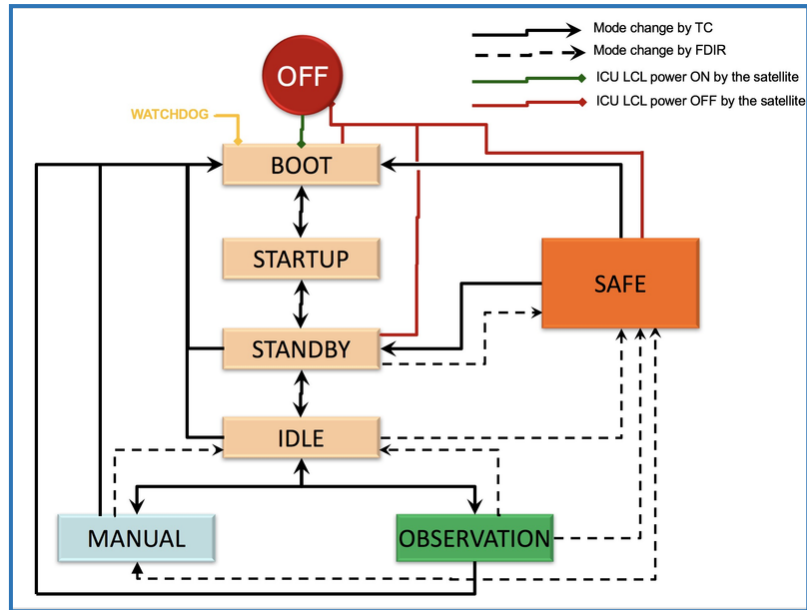 OFF
Mode change by TC
Mode change by FDIR
ICU LCL power ON by the satellite
ICU LCL power OFF by the satellite
WATCHDOG
BOOT
STARTUP
SAFE
STANDBY
IDLE
MANUAL
OBSERVATION